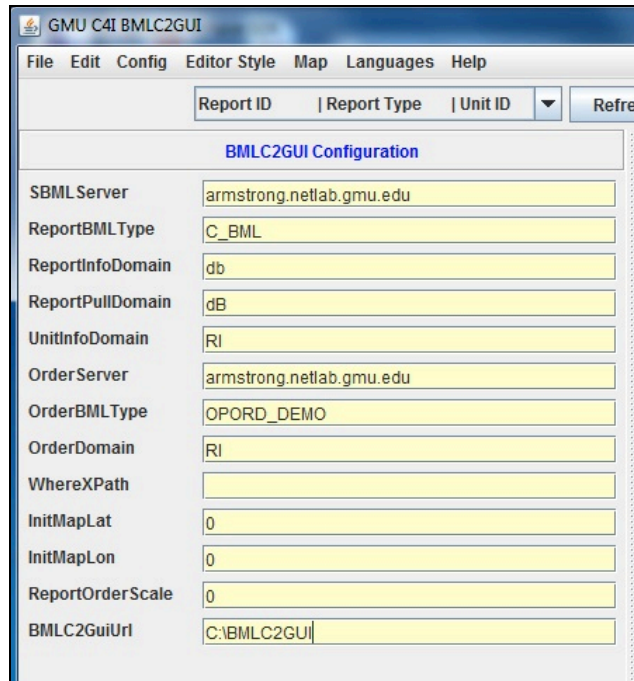 GMU C4I BMLC2GUI
File Edit Config Editor Style Map Languages Help
Report ID | Report Type | Unit ID Refre
BMLC2GUI Configuration
SBMLServer armstrong.netlab.gmu.edu
ReportBMLType C_BML
ReportInfoDomain db
ReportPullDomain dB
UnitInfoDomain RI
OrderServer armstrong.netlab.gmu.edu
OrderBMLType OPORD_DEMO
OrderDomain RI
WhereXPath
InitMapLat 0
InitMapLon 0
ReportOrderScale 0
BMLC2GuiUrl C:\BMLC2GUI